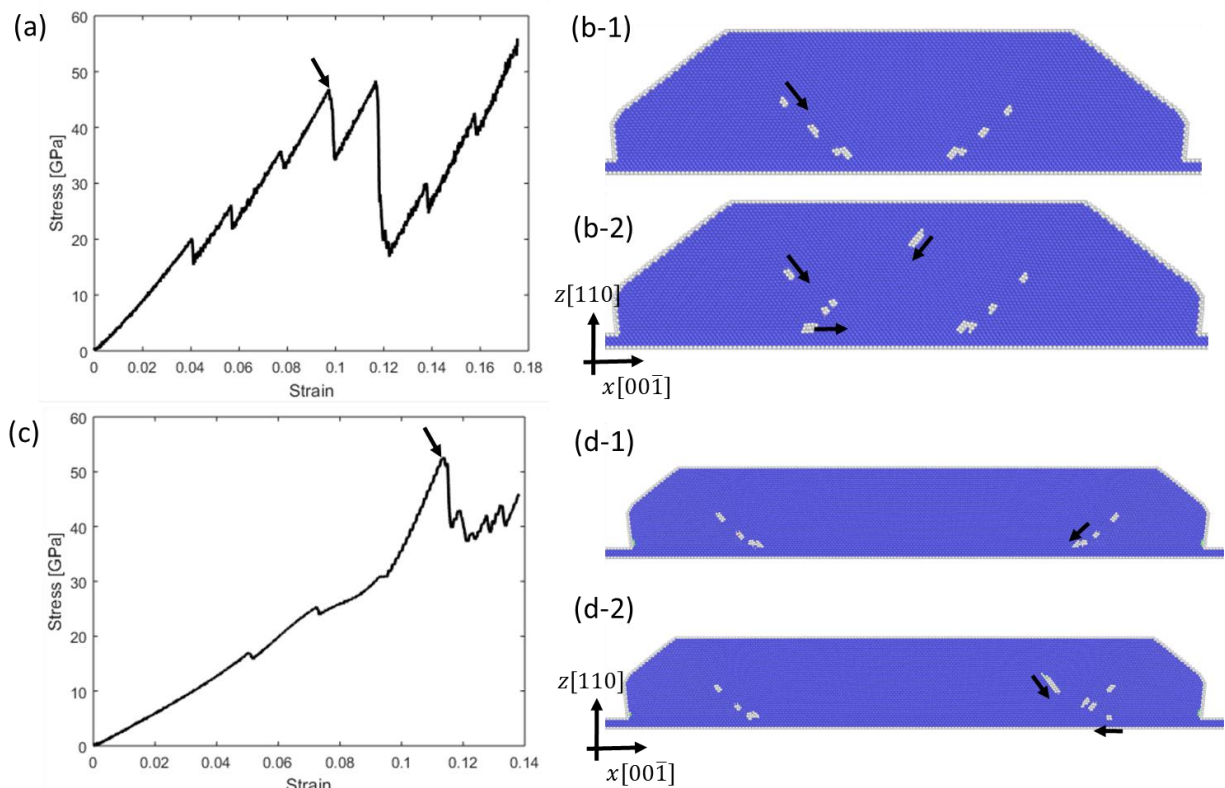 (a)
60
50
40
30
20
10
0
Stress [GPa]
0 0.02 0.04 0.06 0.08 0.1 0.12 0.14 0.16 0.18
Strain
(b-1)
(b-2)
z[110]
x[001̅]
(c)
60
50
40
30
20
10
0
Stress [GPa]
0 0.02 0.04 0.06 0.08 0.1 0.12 0.14
Strain
(d-1)
(d-2)
z[110]
x[001̅]